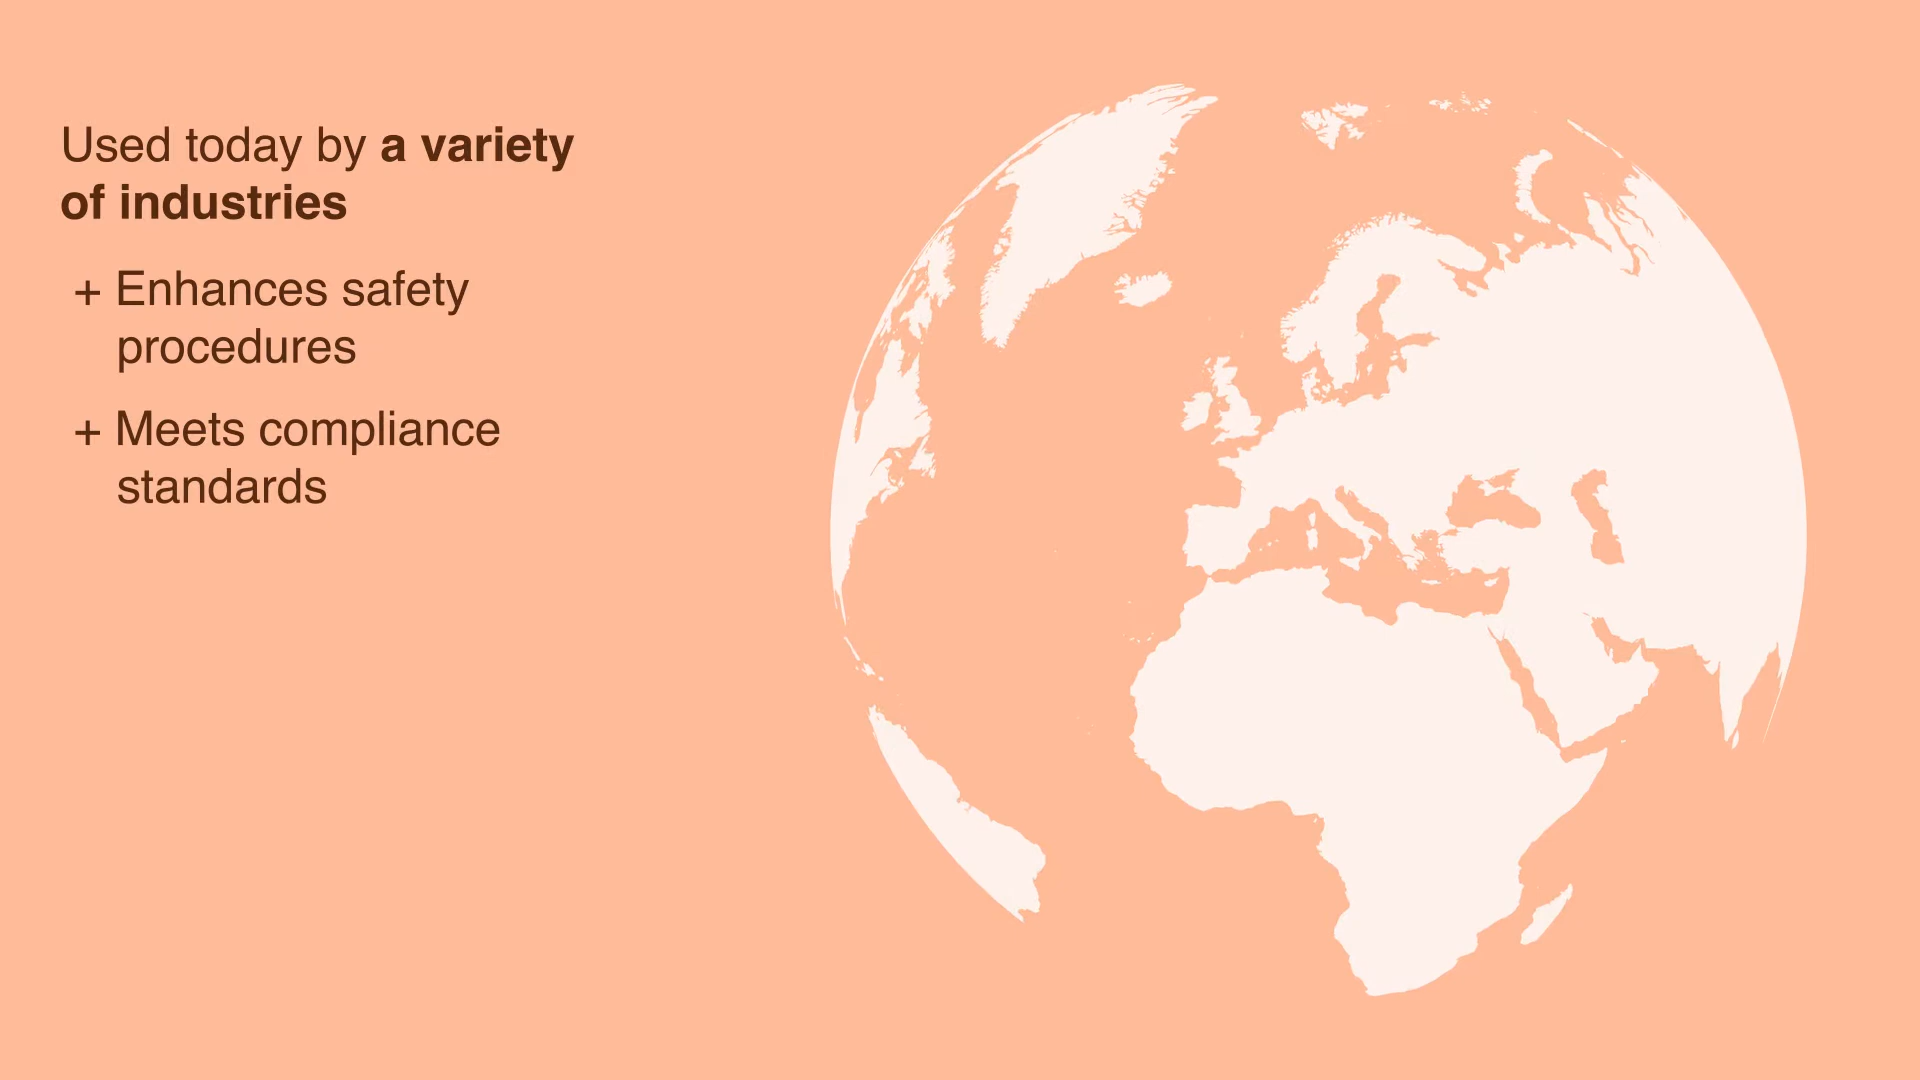 Used today by a variety
of industries
+ Enhances safety
procedures
+ Meets compliance
standards